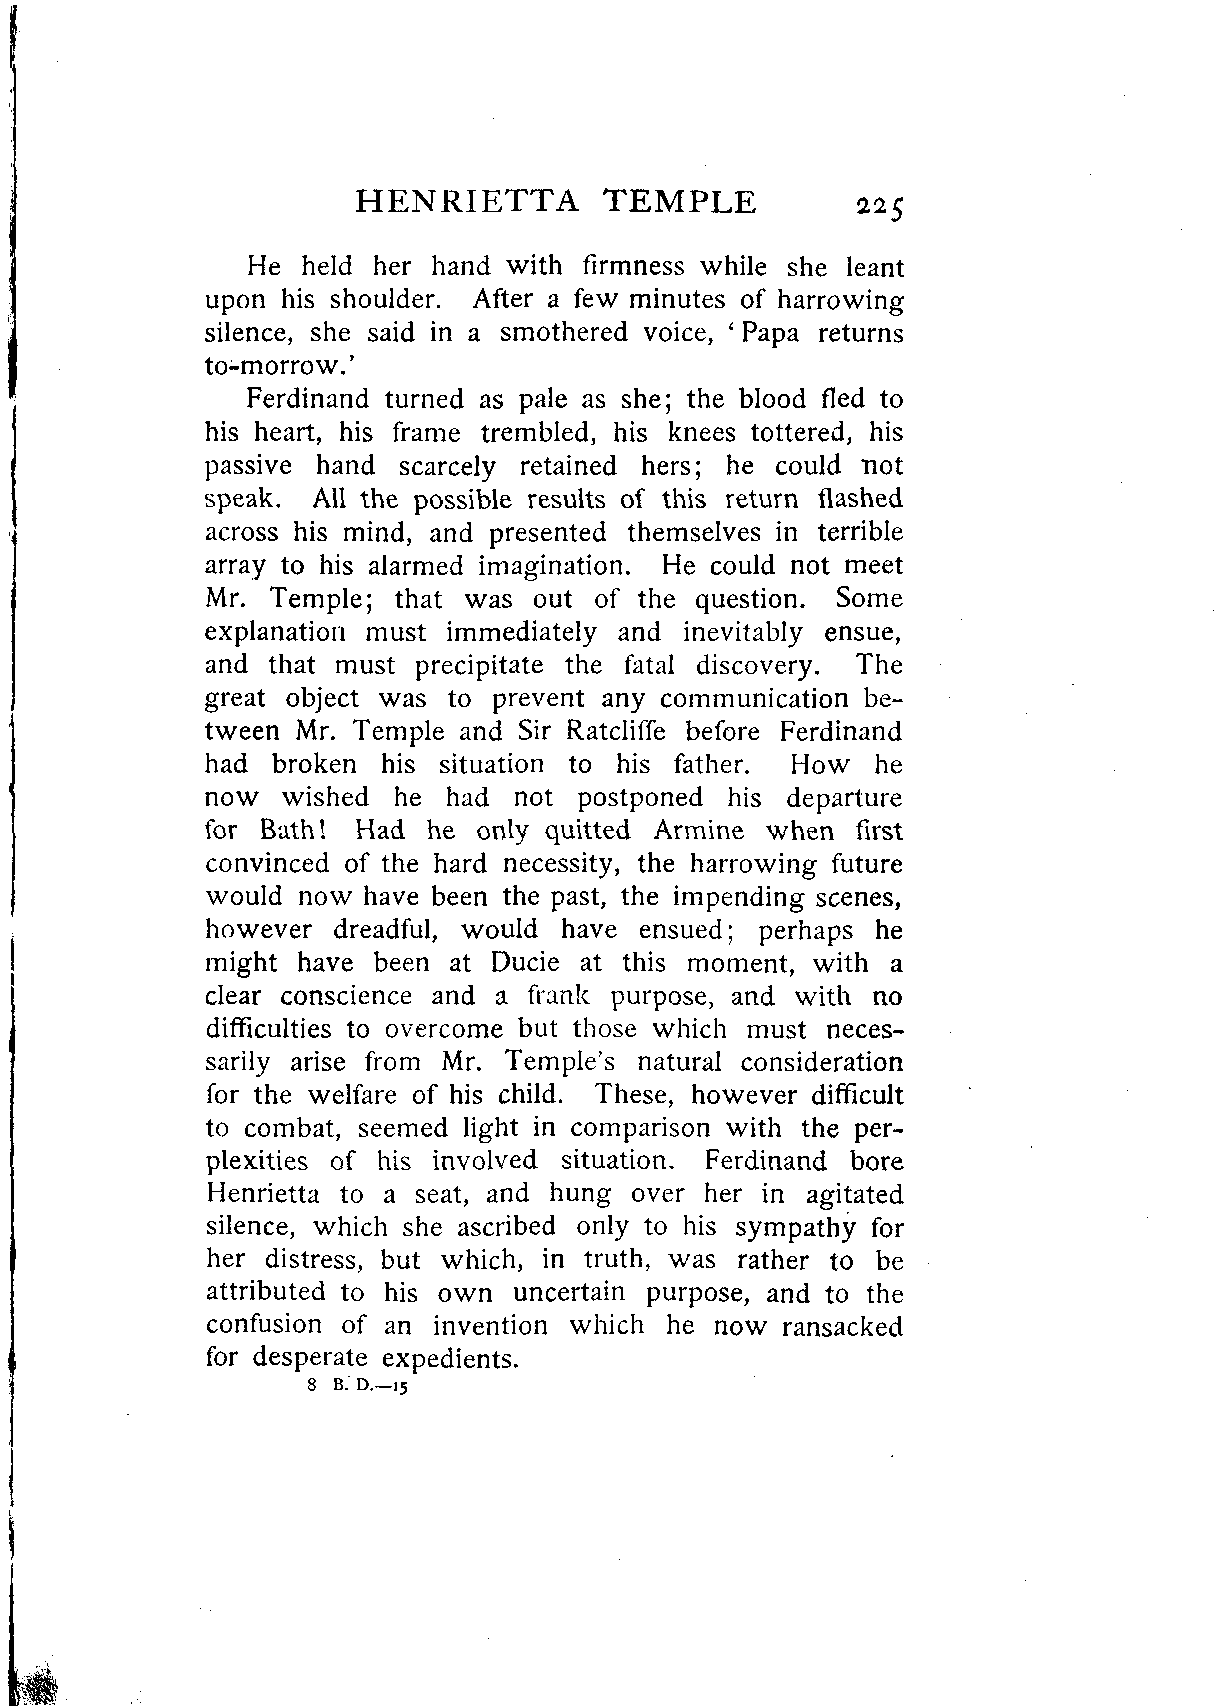 HENRIETTA TEMPLE 225
He held her hand with firmness while she leant
upon his shoulder. After a few minutes of harrowing
silence, she said in a smothered voice, ‘Papa returns
to-morrow.’
Ferdinand turned as pale as she; the blood fled to
his heart, his frame trembled, his knees tottered, his
passive hand scarcely retained hers; he could not
speak. All the possible results of this return flashed
across his mind, and presented themselves in terrible
array to his alarmed imagination. He could not meet
Mr. Temple; that was out of the question. Some
explanation must immediately and inevitably ensue,
and that must precipitate the fatal discovery. The
great object was to prevent any communication be-
tween Mr. Temple and Sir Ratcliffe before Ferdinand
had broken his situation to his father. How he
now wished he had not postponed his departure
for Bath! Had he only quitted Armine when first
convinced of the hard necessity, the harrowing future
would now have been the past, the impending scenes,
however dreadful, would have ensued; perhaps he
might have been at Ducie at this moment, with a
clear conscience and a frank purpose, and with no
difficulties to overcome but those which must neces-
sarily arise from Mr. Temple’s natural consideration
for the welfare of his child. These, however difficult
to combat, seemed light in comparison with the per-
plexities of his involved situation. Ferdinand bore
Henrietta to a seat, and hung over her in agitated
silence, which she ascribed only to his sympathy for
her distress, but which, in truth, was rather to be
attributed to his own uncertain purpose, and to the
confusion of an invention which he now ransacked
for desperate expedients.
8 B. D.—15